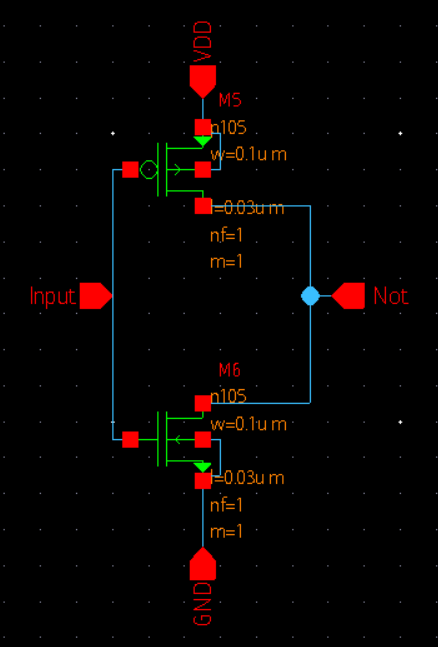 VDD
M5
p105
w=0.1u m
l=0.03u m
nf=1
m=1
Input
Not
M6
n105
w=0.1u m
l=0.03u m
nf=1
m=1
GND